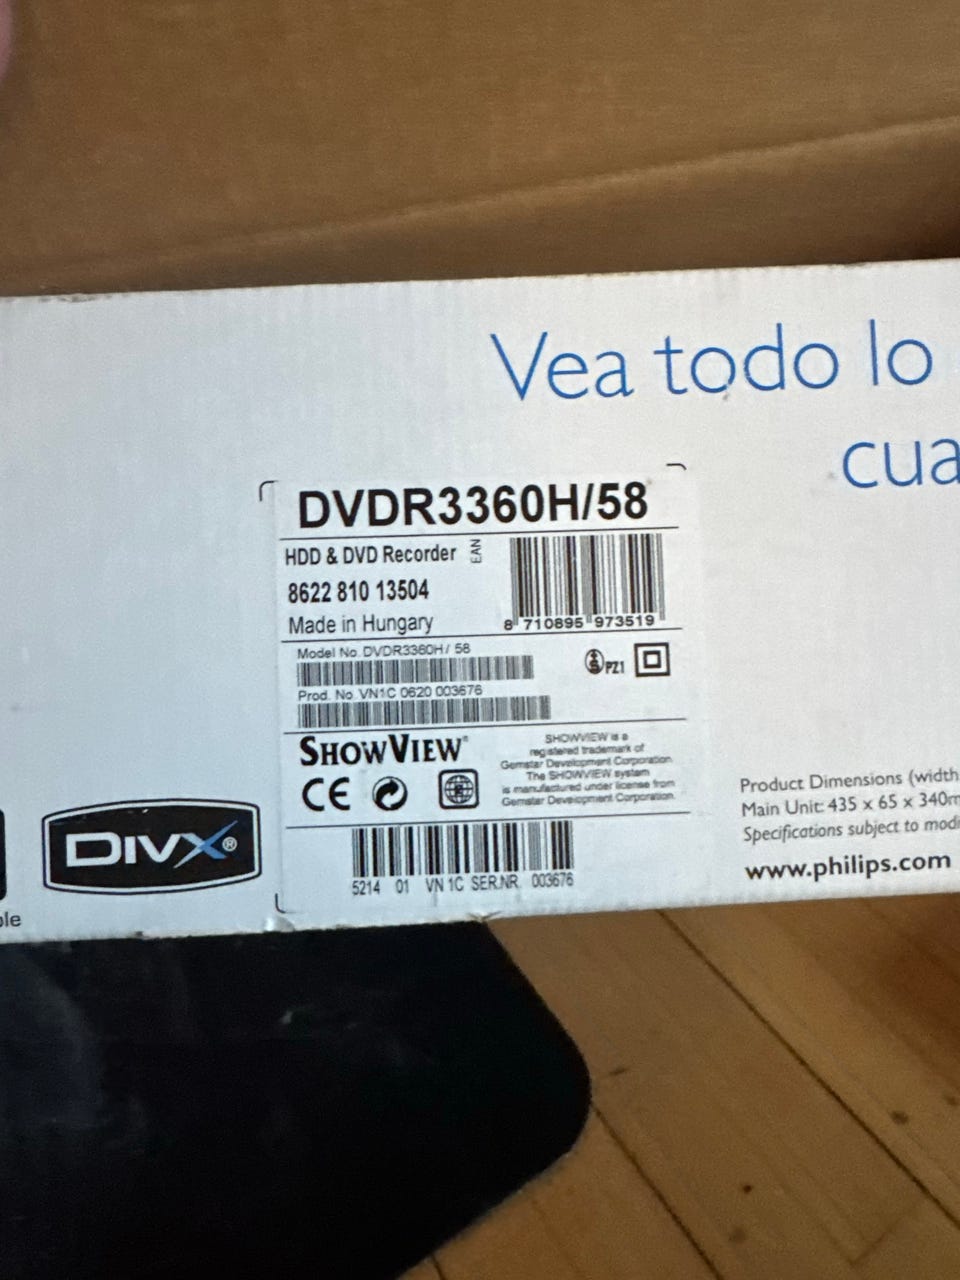 Vea todo lo
cua
DVDR3360H/58
HDD & DVD Recorder
EAN
8622 810 13504
Made in Hungary
8 710895 973519
Model No. DVDR3360H/ 58
PZ1
Prod. No. VN1C 0620 003676
SHOWVIEW®
SHOWVIEW is a
registered trademark of
Gemstar Development Corporation.
The SHOWVIEW system
is manufactured under license from
Gemstar Development Corporation.
CE
DIVX®
5214 01 VN 1C SER.NR. 003676
Product Dimensions (width
Main Unit: 435 x 65 x 340m
Specifications subject to modi
www.philips.com
ble